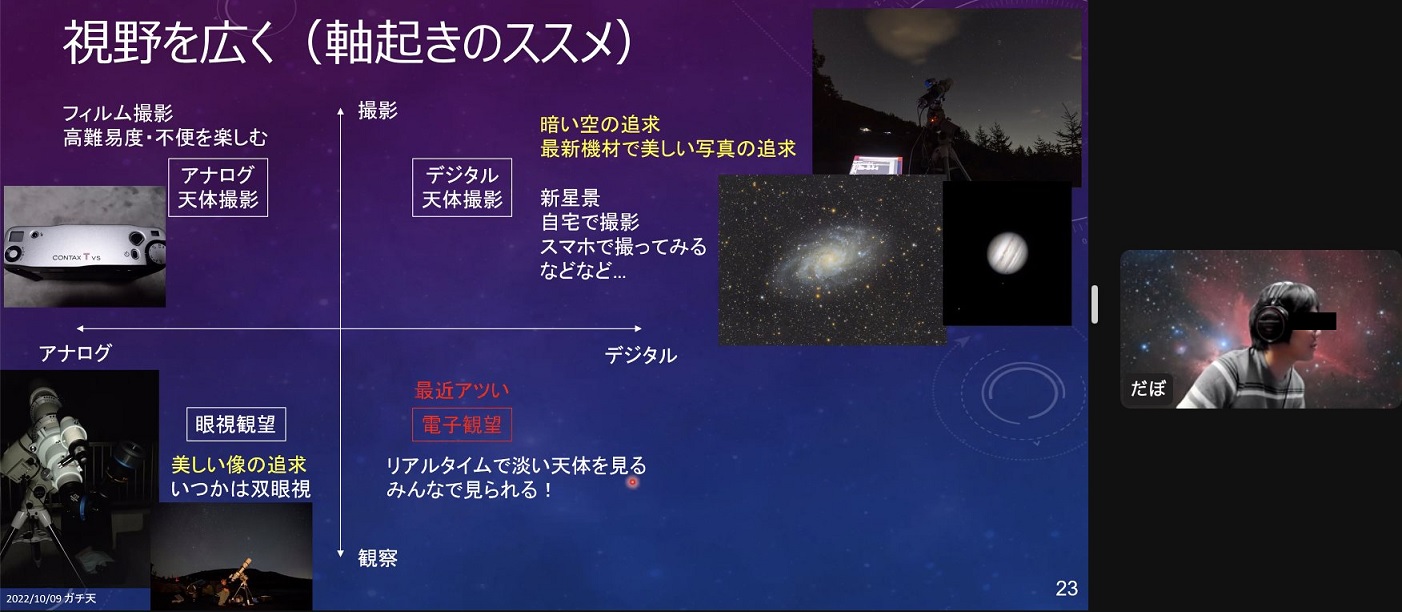 視野を広く（軸起きのススメ）
フィルム撮影
高難易度・不便を楽しむ
アナログ
天体撮影
CONTAX T VS
撮影
デジタル
天体撮影
暗い空の追求
最新機材で美しい写真の追求
新星景
自宅で撮影
スマホで撮ってみる
などなど…
アナログ
デジタル
眼視観望
美しい像の追求
いつかは双眼視
最近アツい
電子観望
リアルタイムで淡い天体を見る
みんなで見られる！
観察
2022/10/09 ガチ天
23
だぼ